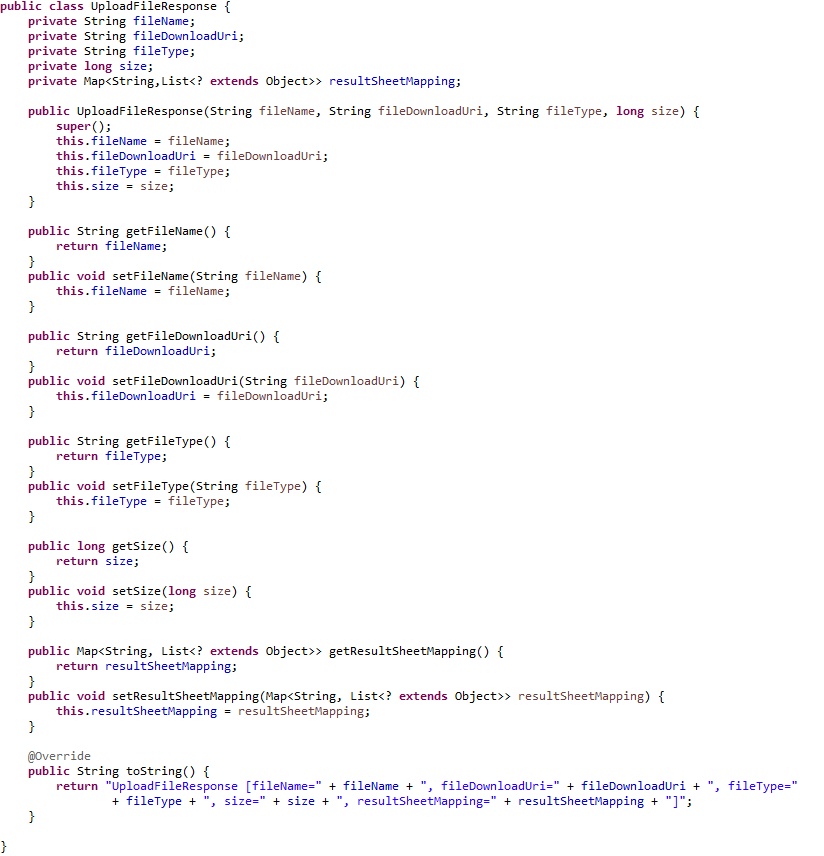 public class UploadFileResponse {
    private String fileName;
    private String fileDownloadUri;
    private String fileType;
    private long size;
    private Map<String,List<? extends Object>> resultSheetMapping;

    public UploadFileResponse(String fileName, String fileDownloadUri, String fileType, long size) {
        super();
        this.fileName = fileName;
        this.fileDownloadUri = fileDownloadUri;
        this.fileType = fileType;
        this.size = size;
    }

    public String getFileName() {
        return fileName;
    }
    public void setFileName(String fileName) {
        this.fileName = fileName;
    }

    public String getFileDownloadUri() {
        return fileDownloadUri;
    }
    public void setFileDownloadUri(String fileDownloadUri) {
        this.fileDownloadUri = fileDownloadUri;
    }

    public String getFileType() {
        return fileType;
    }
    public void setFileType(String fileType) {
        this.fileType = fileType;
    }

    public long getSize() {
        return size;
    }
    public void setSize(long size) {
        this.size = size;
    }

    public Map<String, List<? extends Object>> getResultSheetMapping() {
        return resultSheetMapping;
    }
    public void setResultSheetMapping(Map<String, List<? extends Object>> resultSheetMapping) {
        this.resultSheetMapping = resultSheetMapping;
    }

    @Override
    public String toString() {
        return "UploadFileResponse [fileName=" + fileName + ", fileDownloadUri=" + fileDownloadUri + ", fileType="
                + fileType + ", size=" + size + ", resultSheetMapping=" + resultSheetMapping + "]";
    }

}